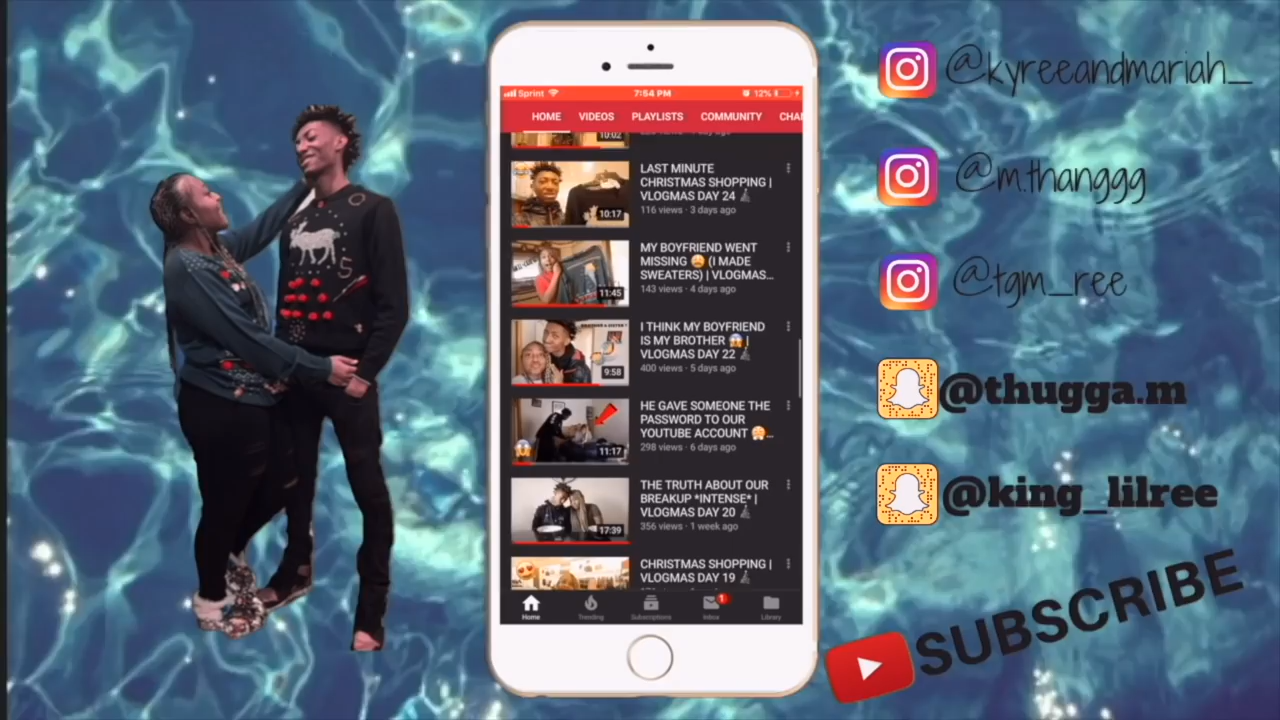 Sprint 7:54 PM 12%
HOME VIDEOS PLAYLISTS COMMUNITY CHA
10:02
LAST MINUTE
CHRISTMAS SHOPPING |
VLOGMAS DAY 24
116 views · 3 days ago
10:17
MY BOYFRIEND WENT
MISSING 😩 (I MADE
SWEATERS) | VLOGMAS...
143 views · 4 days ago
11:45
I THINK MY BOYFRIEND
IS MY BROTHER 😱 |
VLOGMAS DAY 22
400 views · 5 days ago
9:58
HE GAVE SOMEONE THE
PASSWORD TO OUR
YOUTUBE ACCOUNT 😤...
298 views · 6 days ago
11:17
THE TRUTH ABOUT OUR
BREAKUP *INTENSE* |
VLOGMAS DAY 20
356 views · 1 week ago
17:39
CHRISTMAS SHOPPING |
VLOGMAS DAY 19
1
Home Trending Subscriptions Inbox Library
@kyreeandmariah_
@m.thanggg
@tgm_ree
@thugga.m
@king_lilree
SUBSCRIBE